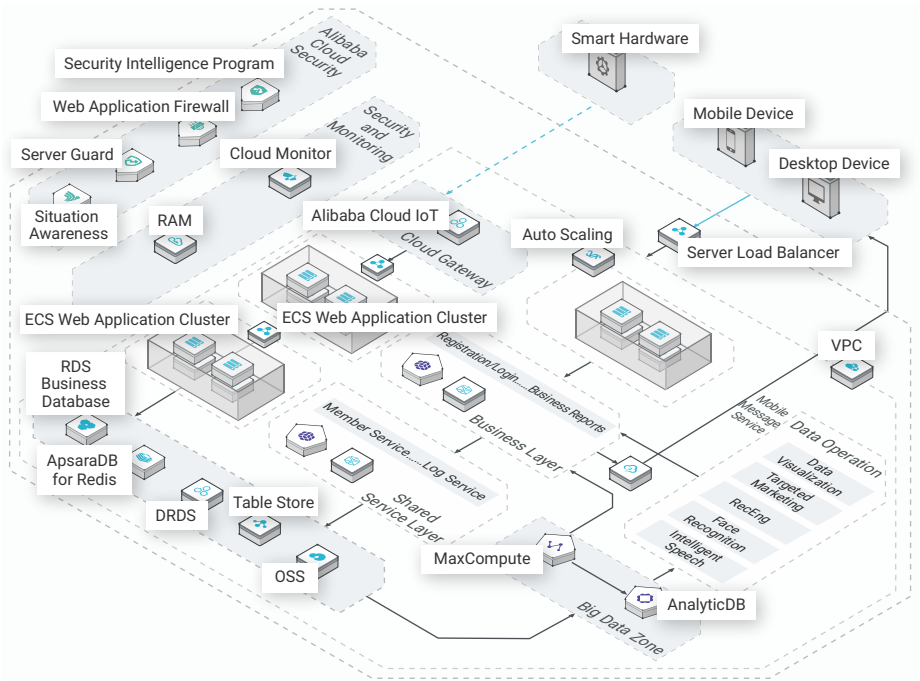 Smart Hardware
Alibaba
Cloud
Security
Security Intelligence Program
Web Application Firewall
Security
and
Monitoring
Mobile Device
Server Guard
Cloud Monitor
Desktop Device
Situation
Awareness
RAM
Alibaba Cloud IoT
Cloud Gateway
Auto Scaling
Server Load Balancer
ECS Web Application Cluster
ECS Web Application Cluster
VPC
RDS
Business
Database
Registration/Login......Business Reports
Business Layer
Mobile
Message
Service
Data Operation
Data
Visualization
Targeted
Marketing
RecEng
Face
Recognition
Intelligent
Speech
Member Service.......Log Service
Shared
Service Layer
ApsaraDB
for Redis
DRDS
Table Store
OSS
MaxCompute
AnalyticDB
Big Data Zone